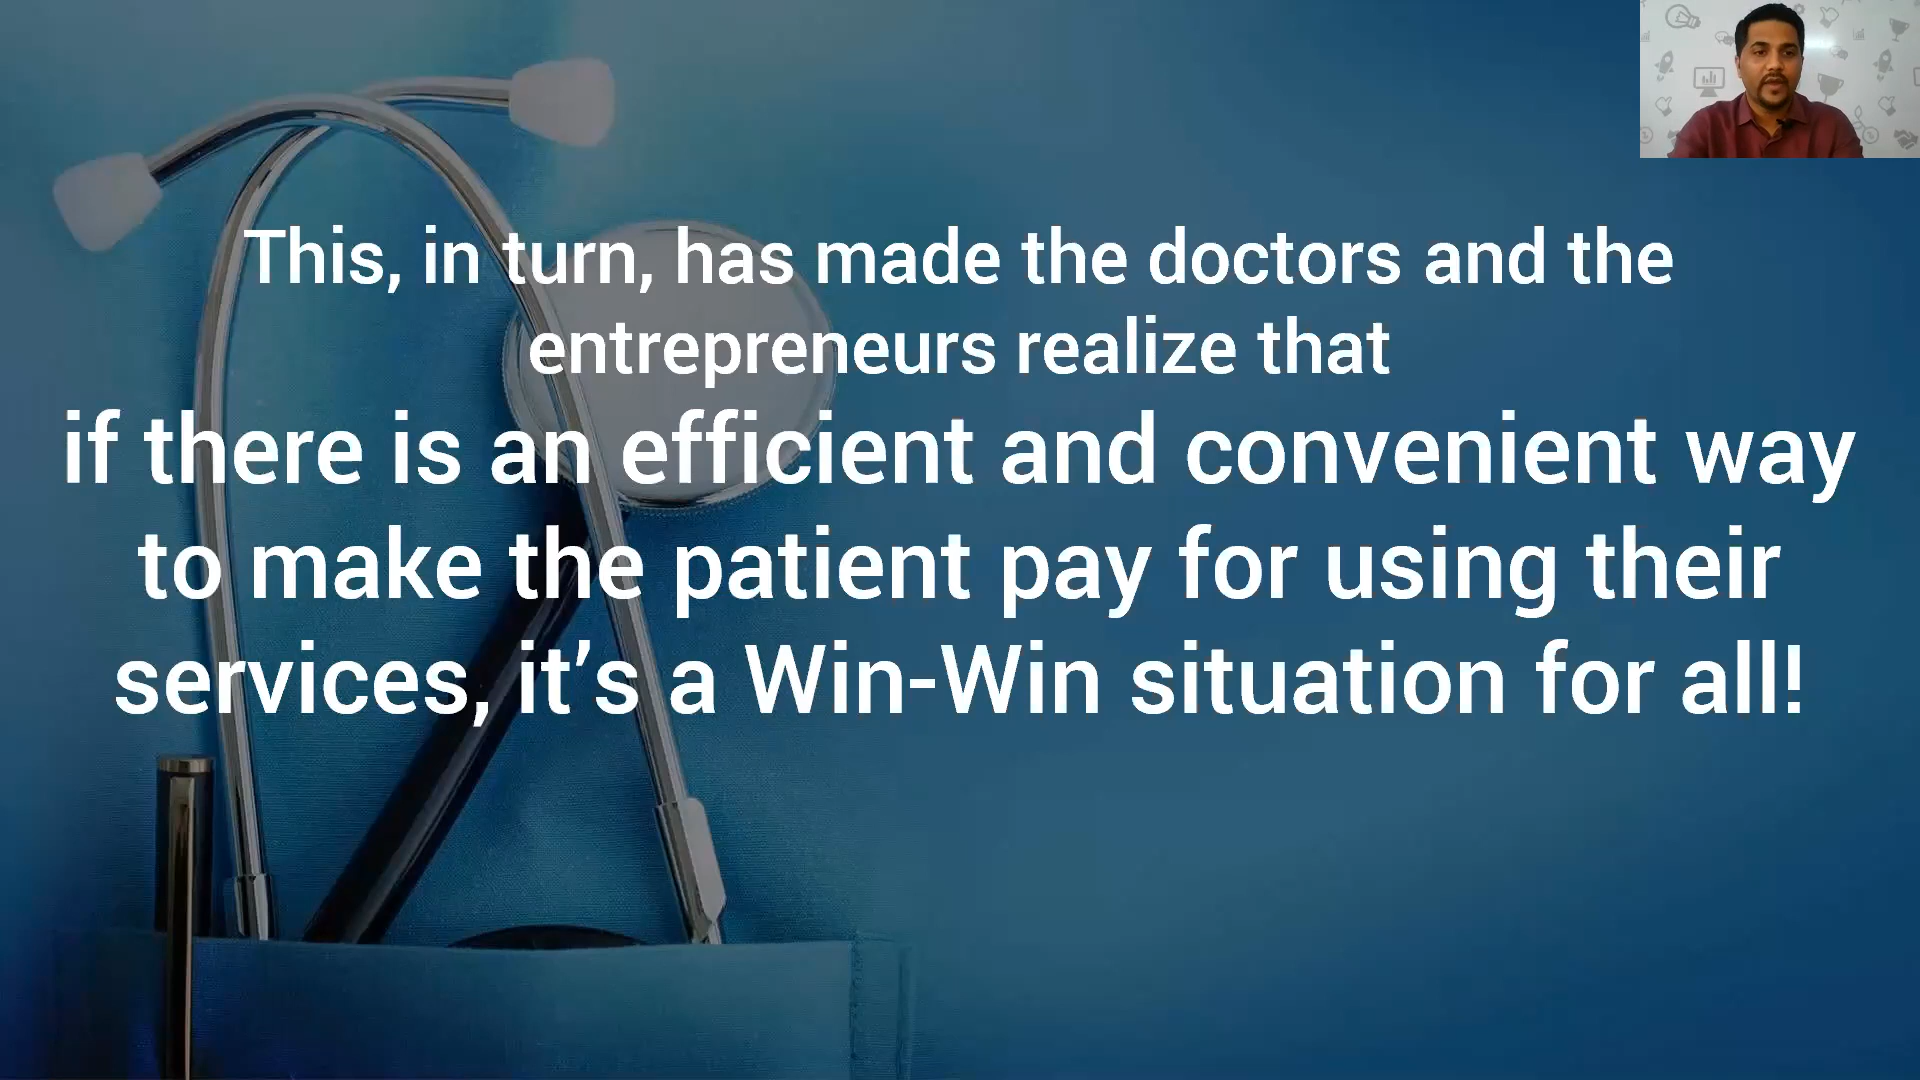 This, in turn, has made the doctors and the
entrepreneurs realize that
if there is an efficient and convenient way
to make the patient pay for using their
services, it’s a Win-Win situation for all!